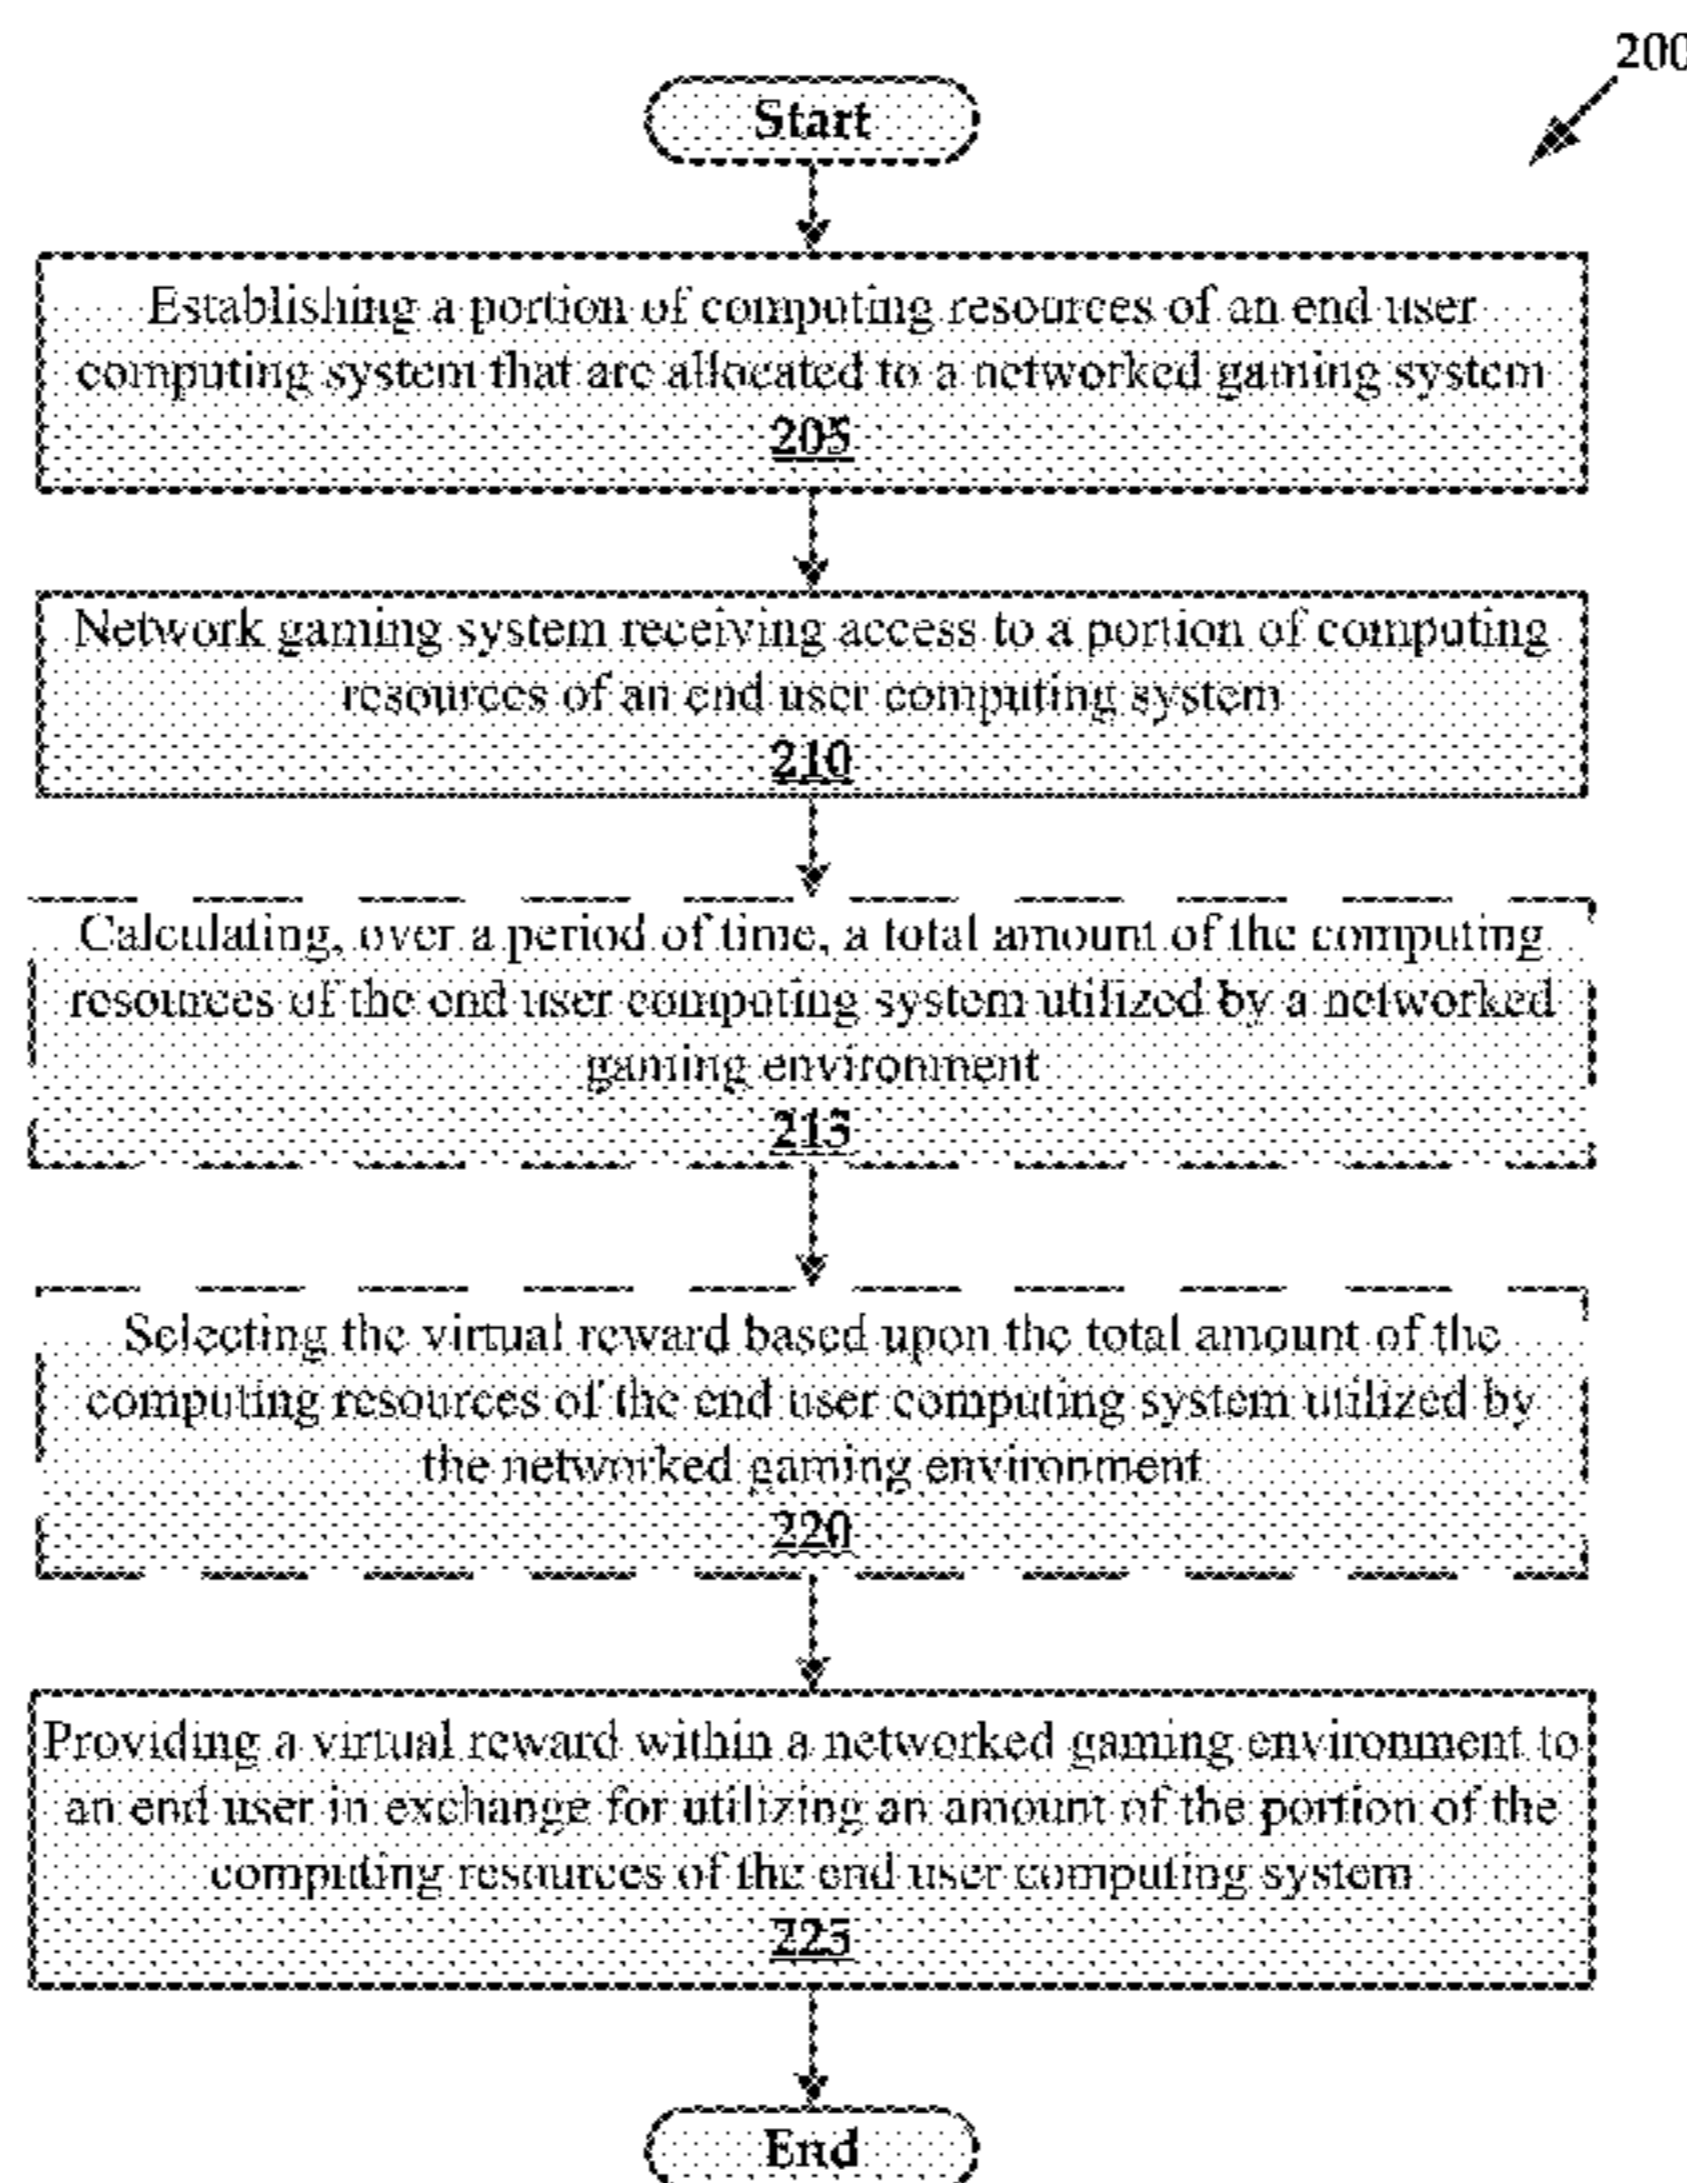 200
Start
Establishing a portion of computing resources of an end user
computing system that are allocated to a networked gaming system
205
Network gaming system receiving access to a portion of computing
resources of an end user computing system
210
Calculating, over a period of time, a total amount of the computing
resources of the end user computing system utilized by a networked
gaming environment
215
Selecting the virtual reward based upon the total amount of the
computing resources of the end user computing system utilized by
the networked gaming environment
220
Providing a virtual reward within a networked gaming environment to
an end user in exchange for utilizing an amount of the portion of the
computing resources of the end user computing system
225
End